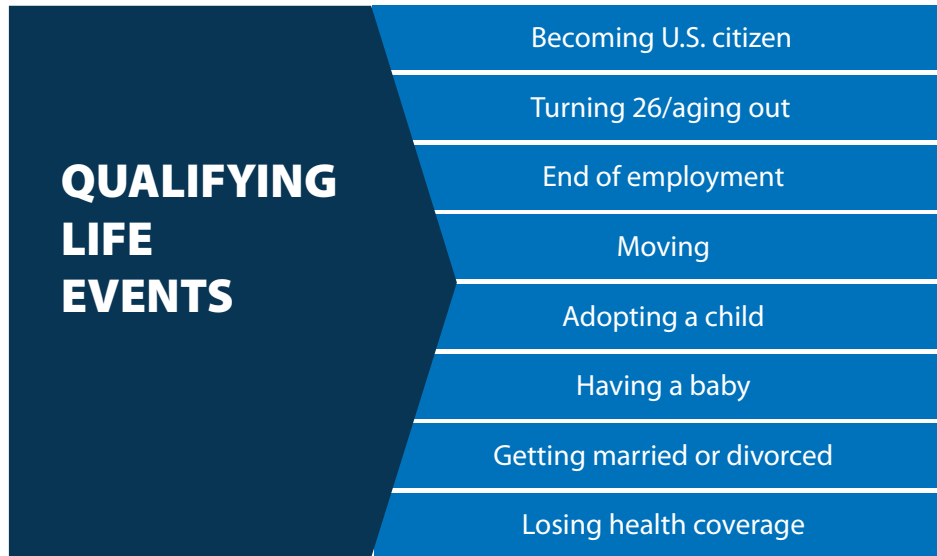 QUALIFYING
LIFE
EVENTS
Becoming U.S. citizen
Turning 26/aging out
End of employment
Moving
Adopting a child
Having a baby
Getting married or divorced
Losing health coverage